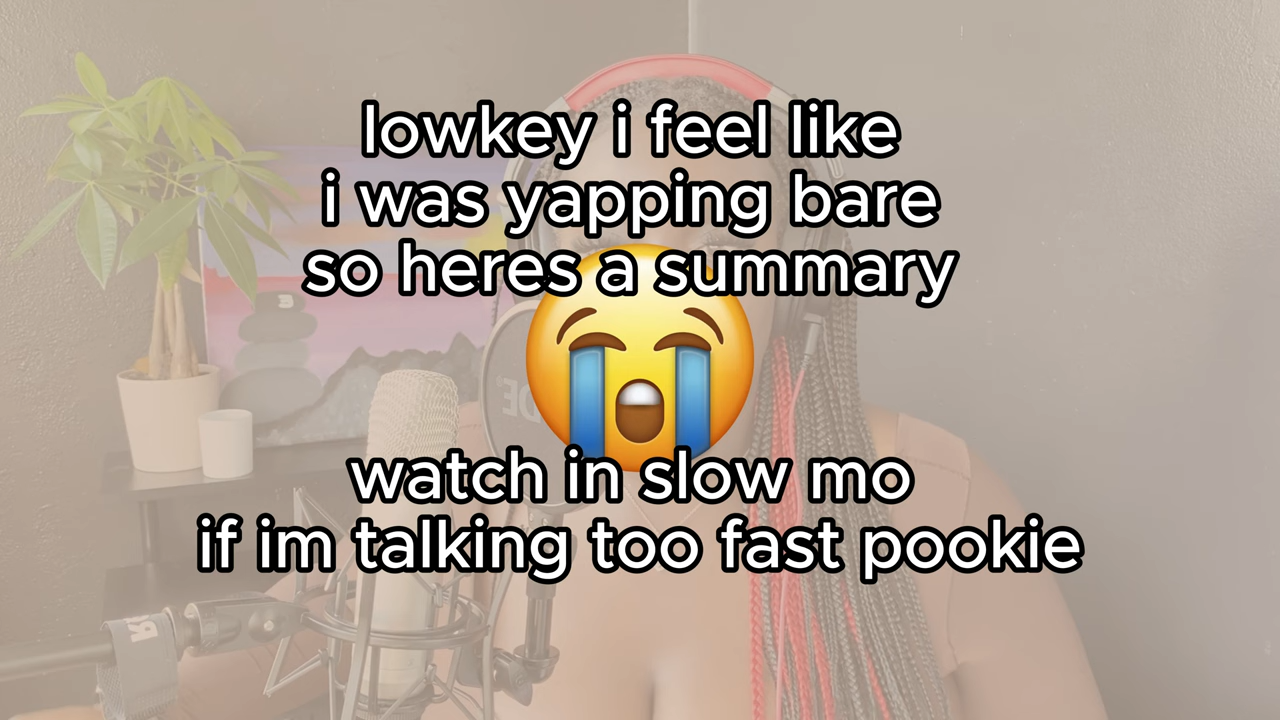 lowkey i feel like
i was yapping bare
so heres a summary
watch in slow mo
if im talking too fast pookie